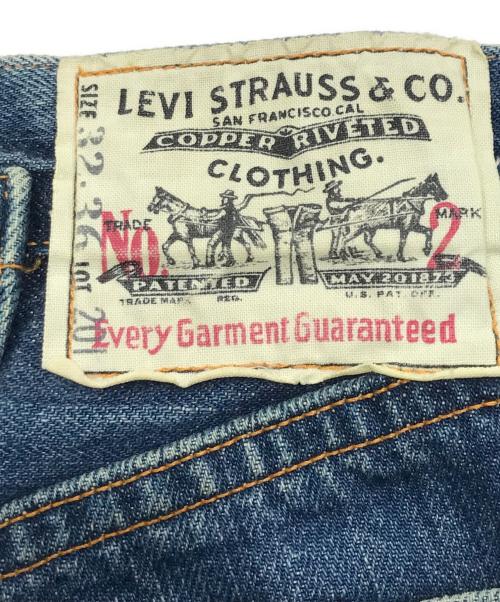 LEVI STRAUSS & CO.
SAN FRANCISCO.CAL
COPPER RIVETED
CLOTHING.
TRADE MARK
No. 2
PATENTED MAY 20 1873
TRADE MARK REG. U.S. PAT. OFF.
Every Garment Guaranteed
SIZE 32-36 LOT 201